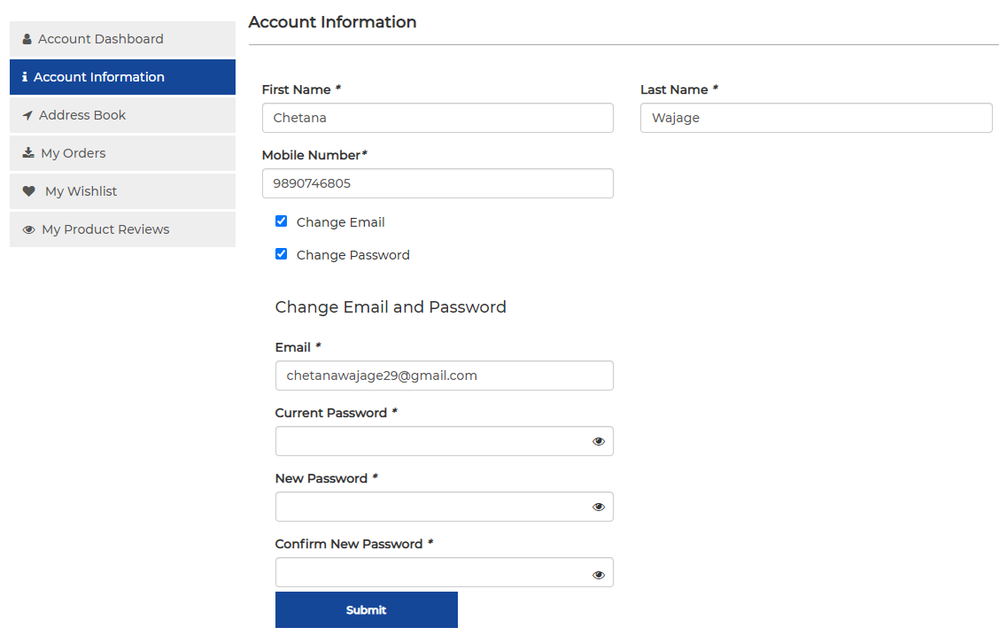 Account Information
Account Dashboard
Account Information
Address Book
My Orders
My Wishlist
My Product Reviews
First Name *
Last Name *
Chetana
Wajage
Mobile Number*
9890746805
Change Email
Change Password
Change Email and Password
Email *
chetanawajage29@gmail.com
Current Password *
New Password *
Confirm New Password *
Submit